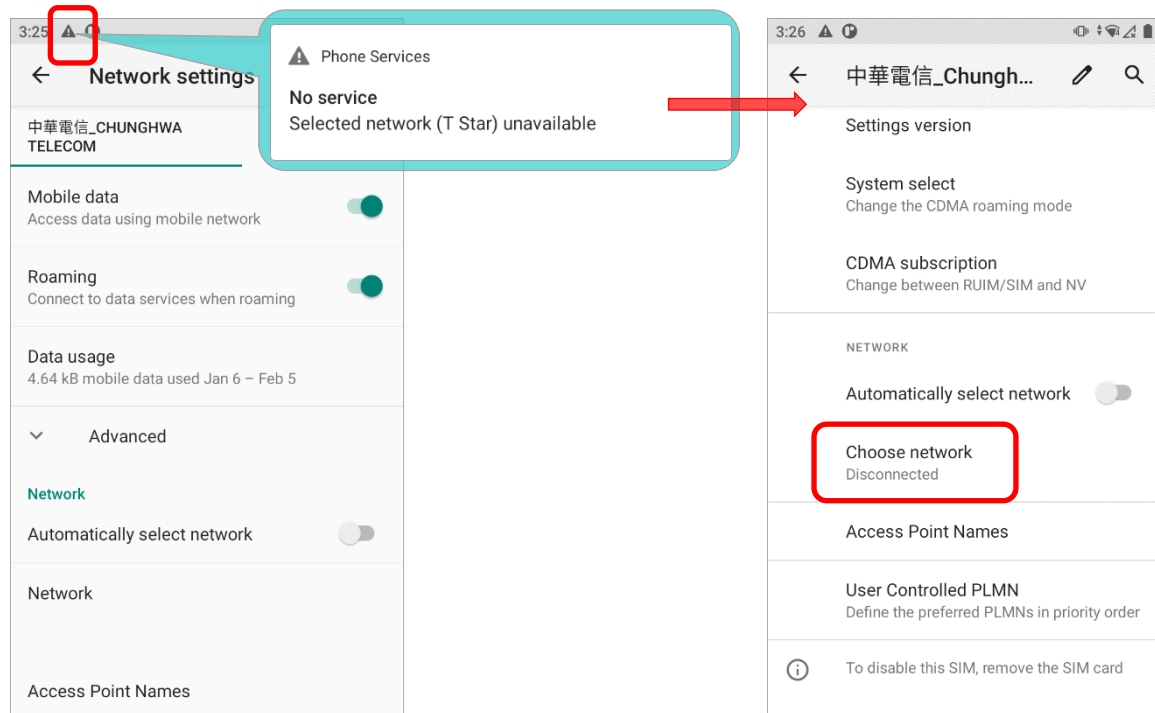 3:25
Network settings
中華電信_CHUNGHWA
TELECOM
Mobile data
Access data using mobile network
Roaming
Connect to data services when roaming
Data usage
4.64 kB mobile data used Jan 6 – Feb 5
Advanced
Network
Automatically select network
Network
Access Point Names
Phone Services
No service
Selected network (T Star) unavailable
3:26
中華電信_Chungh...
Settings version
System select
Change the CDMA roaming mode
CDMA subscription
Change between RUIM/SIM and NV
NETWORK
Automatically select network
Choose network
Disconnected
Access Point Names
User Controlled PLMN
Define the preferred PLMNs in priority order
To disable this SIM, remove the SIM card